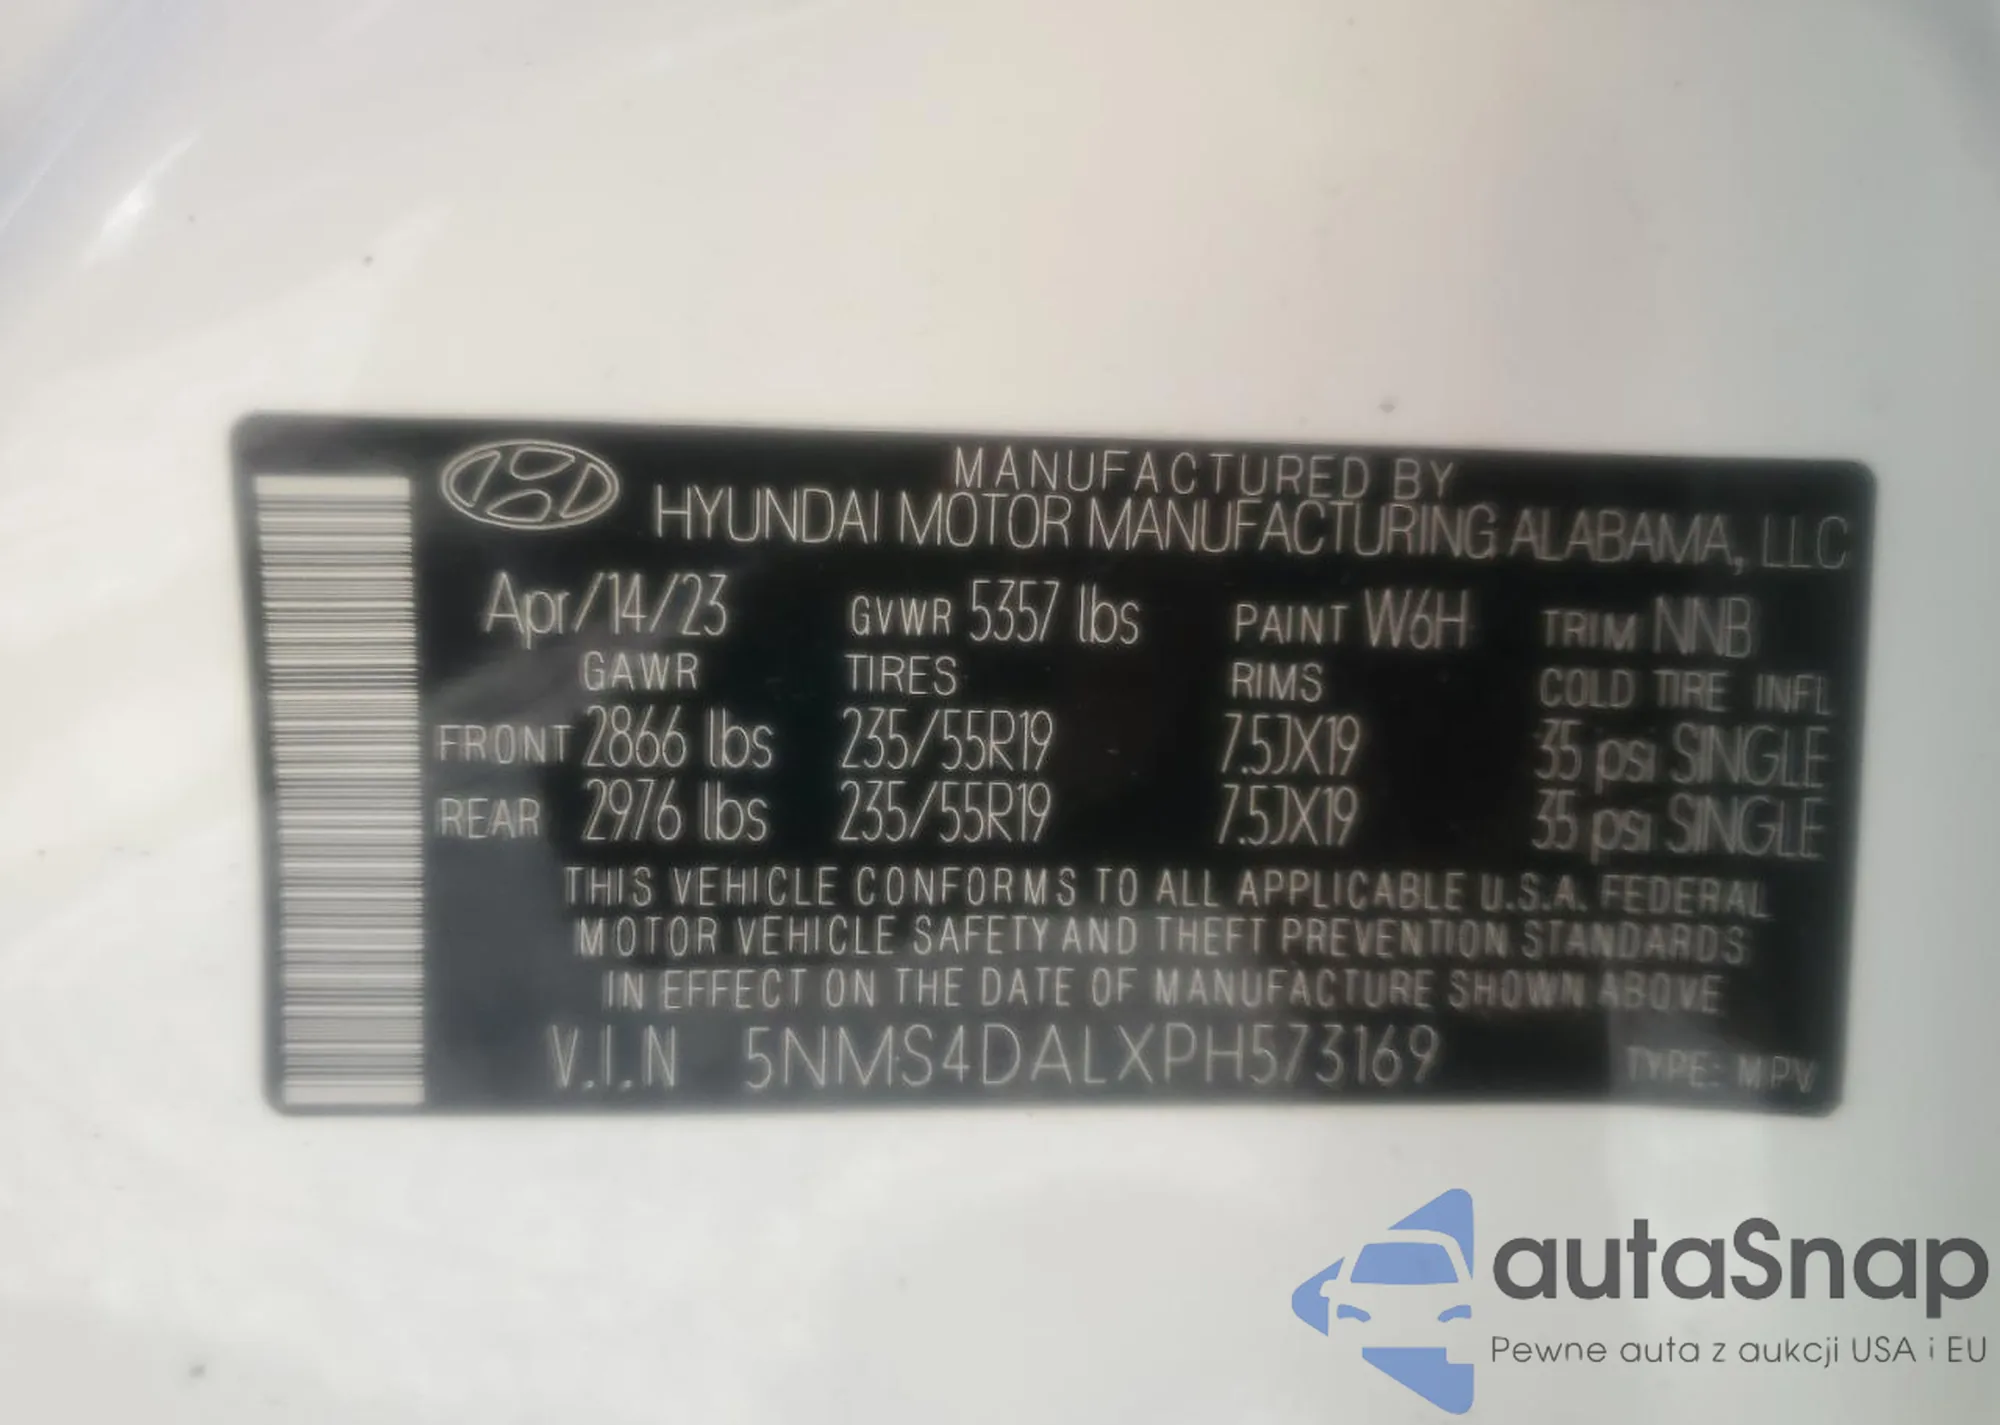 MANUFACTURED BY
HYUNDAI MOTOR MANUFACTURING ALABAMA, LLC
Apr/14/23 GVWR 5357 lbs PAINT W6H TRIM NNB
GAWR TIRES RIMS COLD TIRE INFL
FRONT 2866 lbs 235/55R19 7.5JX19 35 psi SINGLE
REAR 2976 lbs 235/55R19 7.5JX19 35 psi SINGLE
THIS VEHICLE CONFORMS TO ALL APPLICABLE U.S.A. FEDERAL
MOTOR VEHICLE SAFETY AND THEFT PREVENTION STANDARDS
IN EFFECT ON THE DATE OF MANUFACTURE SHOWN ABOVE
V.I.N 5NMS4DALXPH573169 TYPE: MPV
autaSnap
Pewne auta z aukcji USA i EU